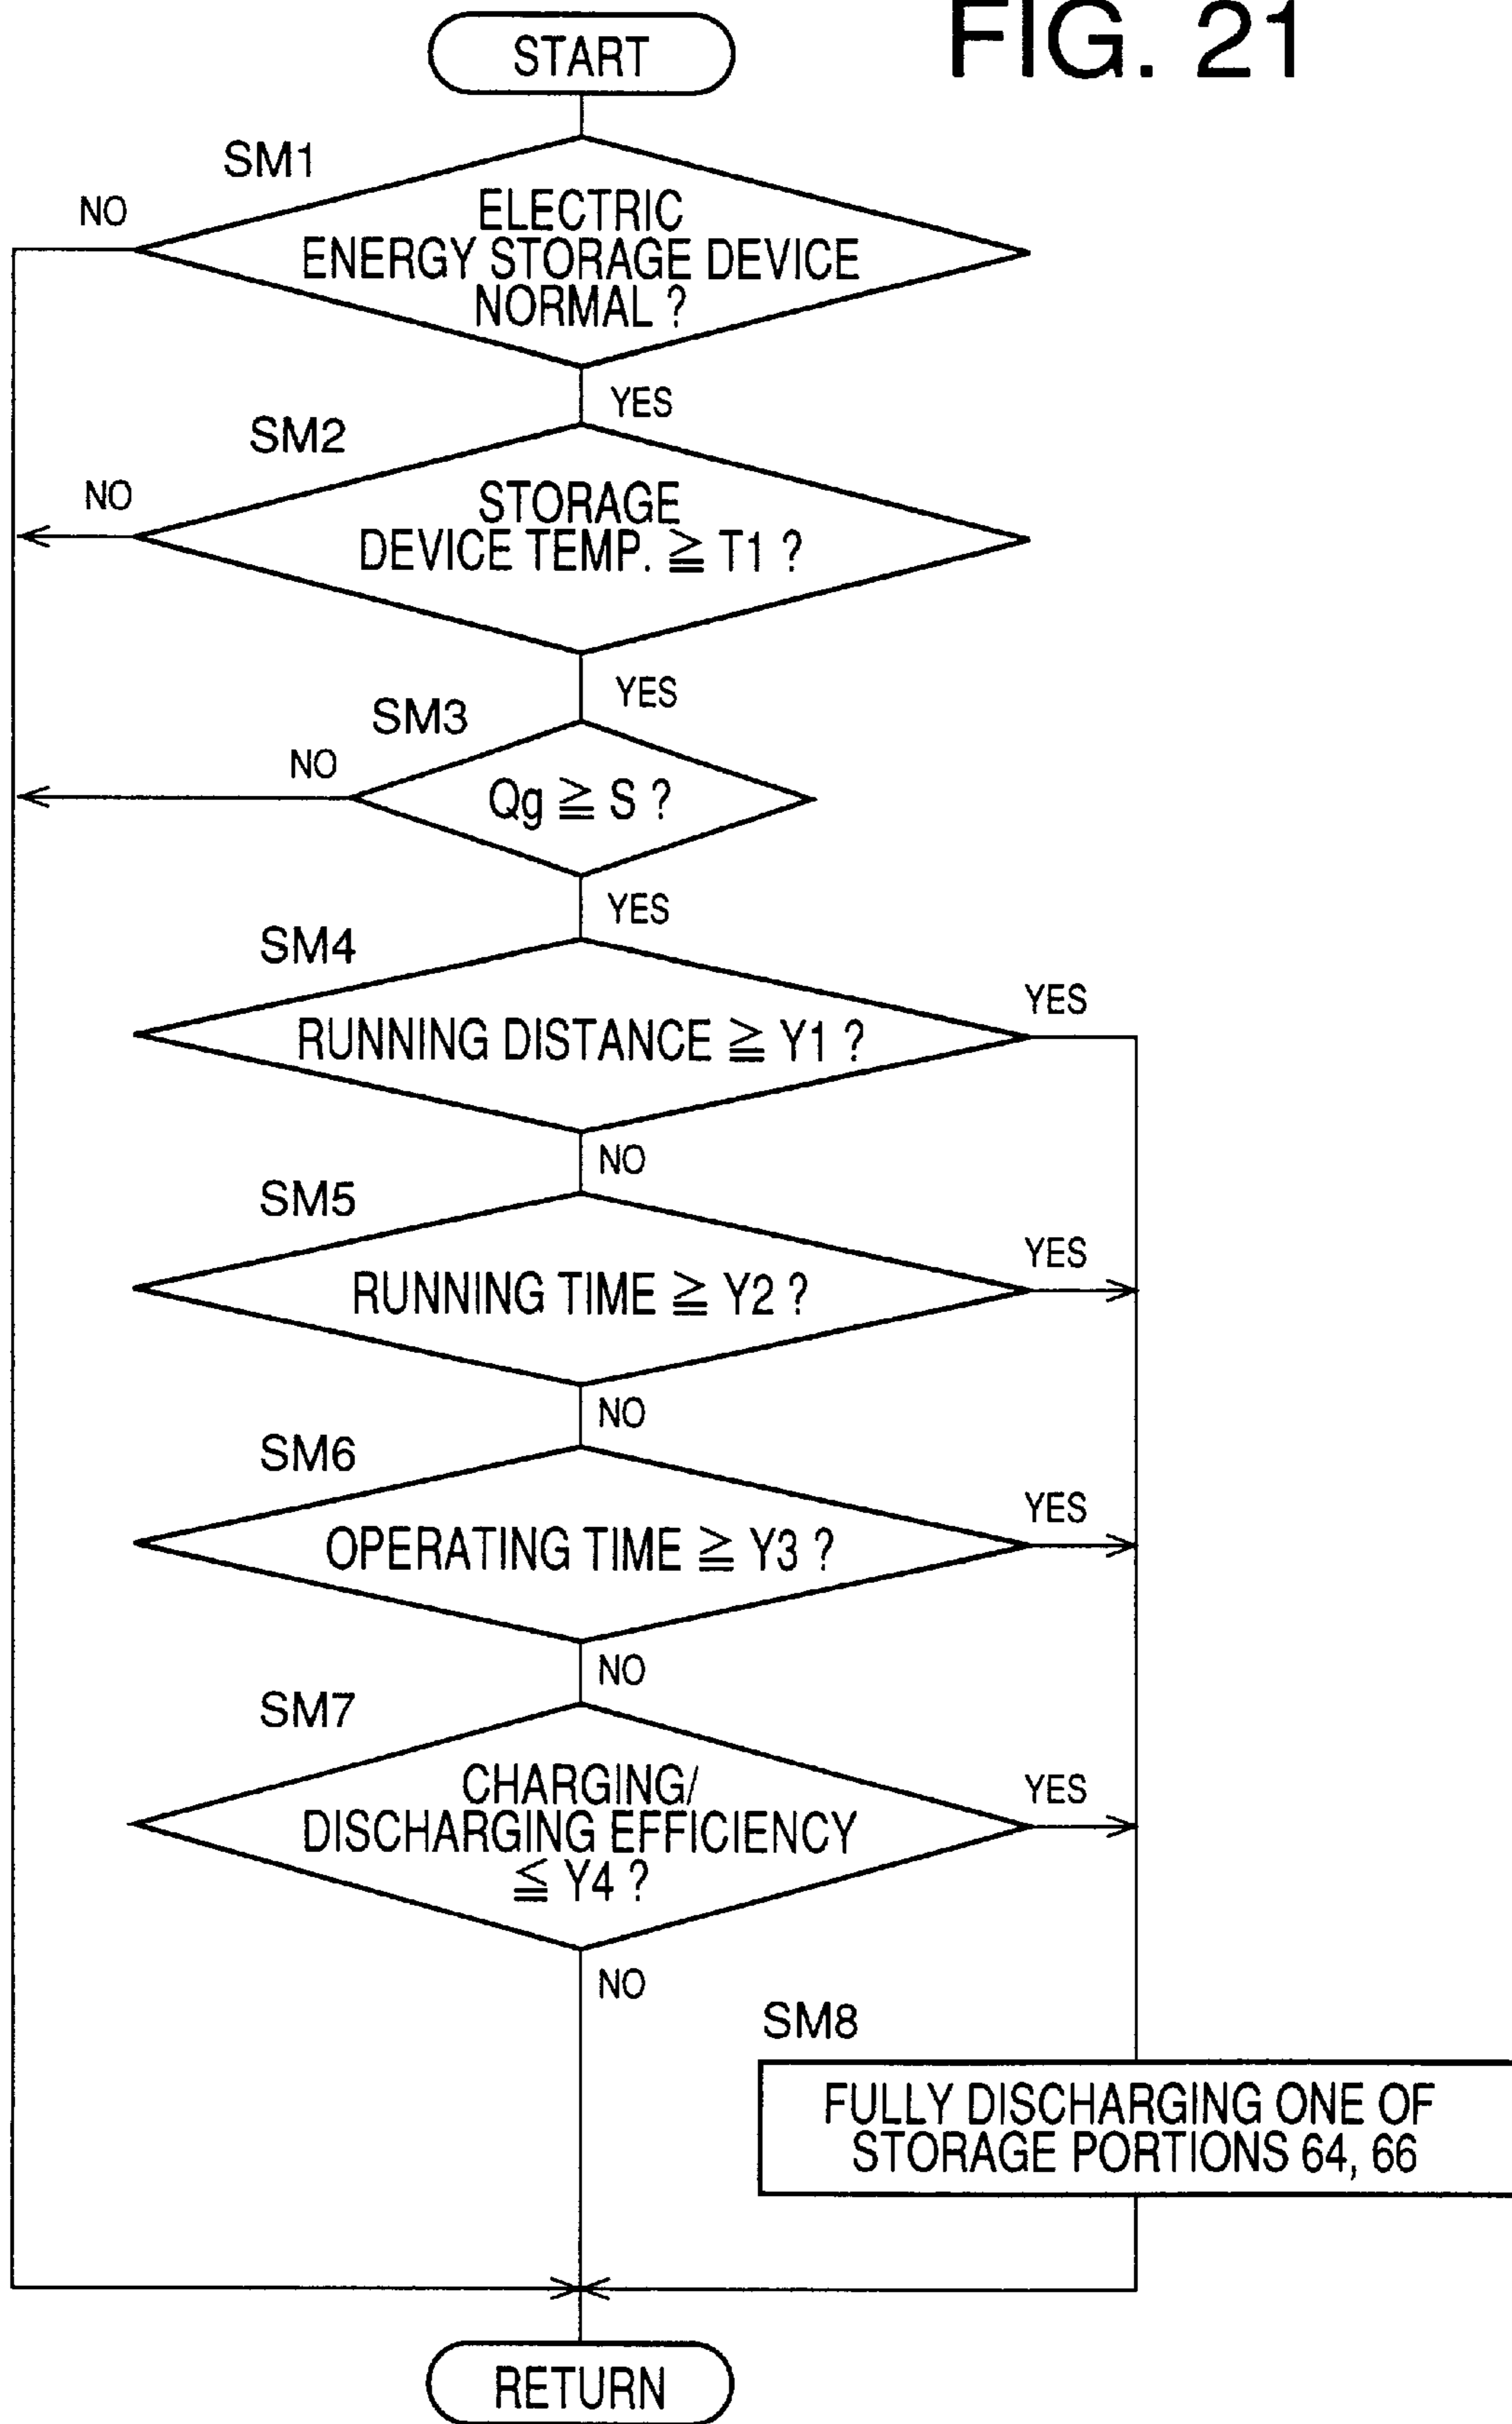 FIG. 21
START
SM1
NO
ELECTRIC
ENERGY STORAGE DEVICE
NORMAL ?
YES
SM2
NO
STORAGE
DEVICE TEMP. ≧ T1 ?
YES
SM3
NO
Qg ≧ S ?
YES
SM4
YES
RUNNING DISTANCE ≧ Y1 ?
NO
SM5
YES
RUNNING TIME ≧ Y2 ?
NO
SM6
YES
OPERATING TIME ≧ Y3 ?
NO
SM7
YES
CHARGING/
DISCHARGING EFFICIENCY
≦ Y4 ?
NO
SM8
FULLY DISCHARGING ONE OF
STORAGE PORTIONS 64, 66
RETURN